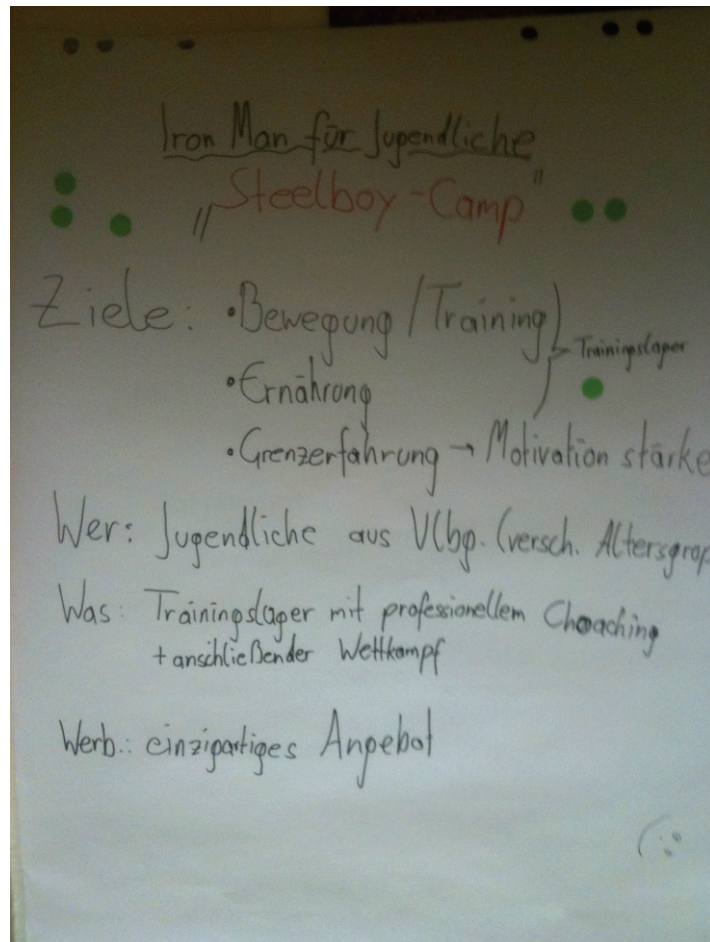 Iron Man für Jugendliche
„Steelboy-Camp"
Ziele: • Bewegung / Training
Trainingslager
• Ernährung
• Grenzerfahrung → Motivation stärke
Wer: Jugendliche aus Vlbg. (versch. Altersgrup
Was: Trainingslager mit professionellem Choaching
+ anschließender Wettkampf
Werb.: einzigartiges Angebot
(: